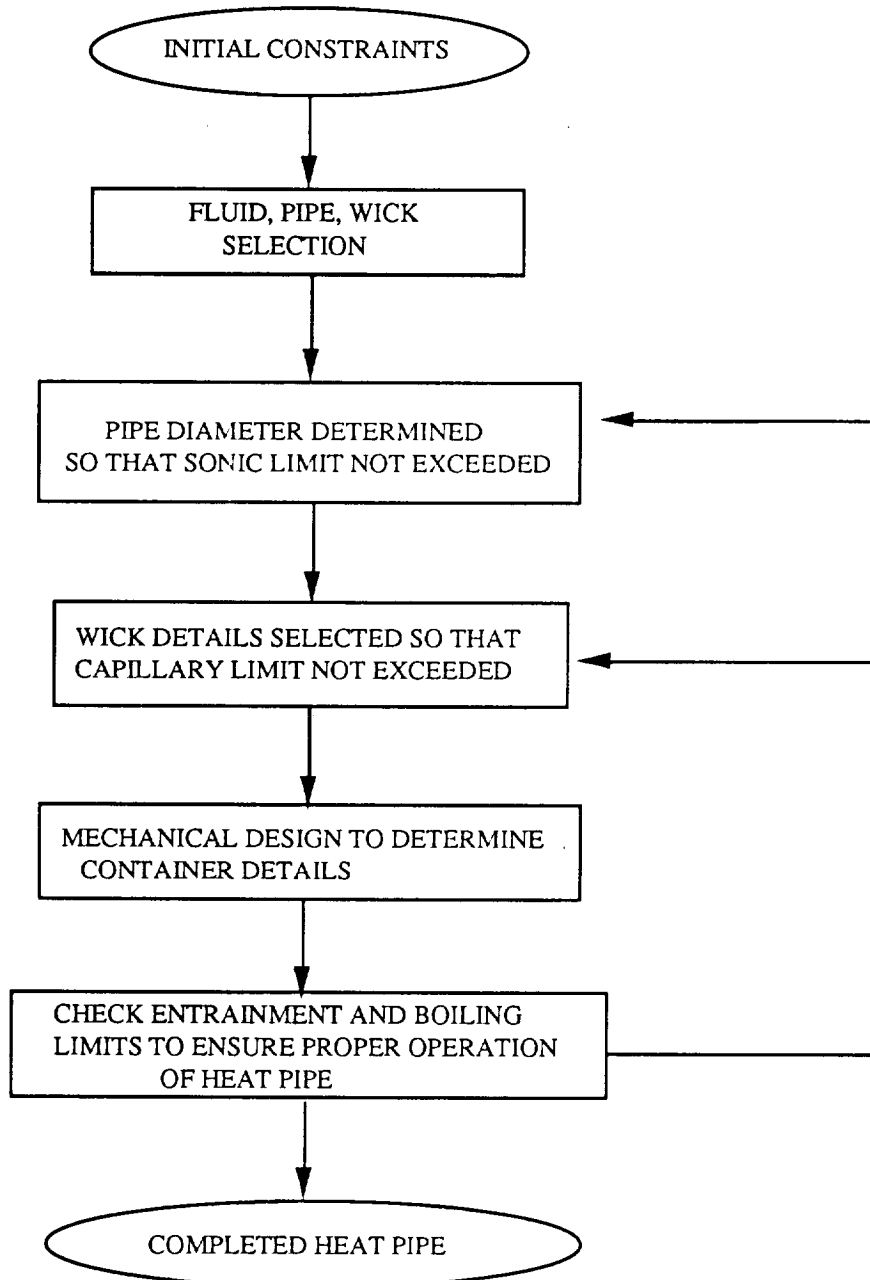 INITIAL CONSTRAINTS
FLUID, PIPE, WICK
SELECTION
PIPE DIAMETER DETERMINED
SO THAT SONIC LIMIT NOT EXCEEDED
WICK DETAILS SELECTED SO THAT
CAPILLARY LIMIT NOT EXCEEDED
MECHANICAL DESIGN TO DETERMINE
CONTAINER DETAILS
CHECK ENTRAINMENT AND BOILING
LIMITS TO ENSURE PROPER OPERATION
OF HEAT PIPE
COMPLETED HEAT PIPE